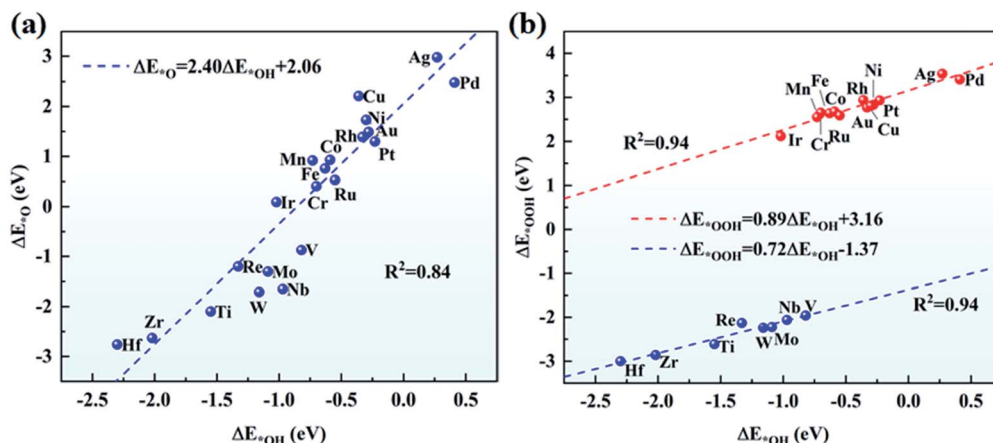 (a)
ΔE*O=2.40ΔE*OH+2.06
Ag
Pd
Cu
Ni
Au
Rh
Pt
Co
Mn
Fe
Cr
Ru
Ir
V
Re
Mo
Nb
W
Ti
Zr
Hf
R²=0.84
3
2
1
0
-1
-2
-3
ΔE*O (eV)
-2.5 -2.0 -1.5 -1.0 -0.5 0.0 0.5
ΔE*OH (eV)
(b)
Ag
Pd
Ni
Rh
Fe
Co
Mn
Pt
Au
Cu
Ru
Cr
Ir
R²=0.94
ΔE*OOH=0.89ΔE*OH+3.16
ΔE*OOH=0.72ΔE*OH-1.37
R²=0.94
Nb
V
Re
W
Mo
Ti
Zr
Hf
4
3
2
1
0
-1
-2
-3
ΔE*OOH (eV)
-2.5 -2.0 -1.5 -1.0 -0.5 0.0 0.5
ΔE*OH (eV)